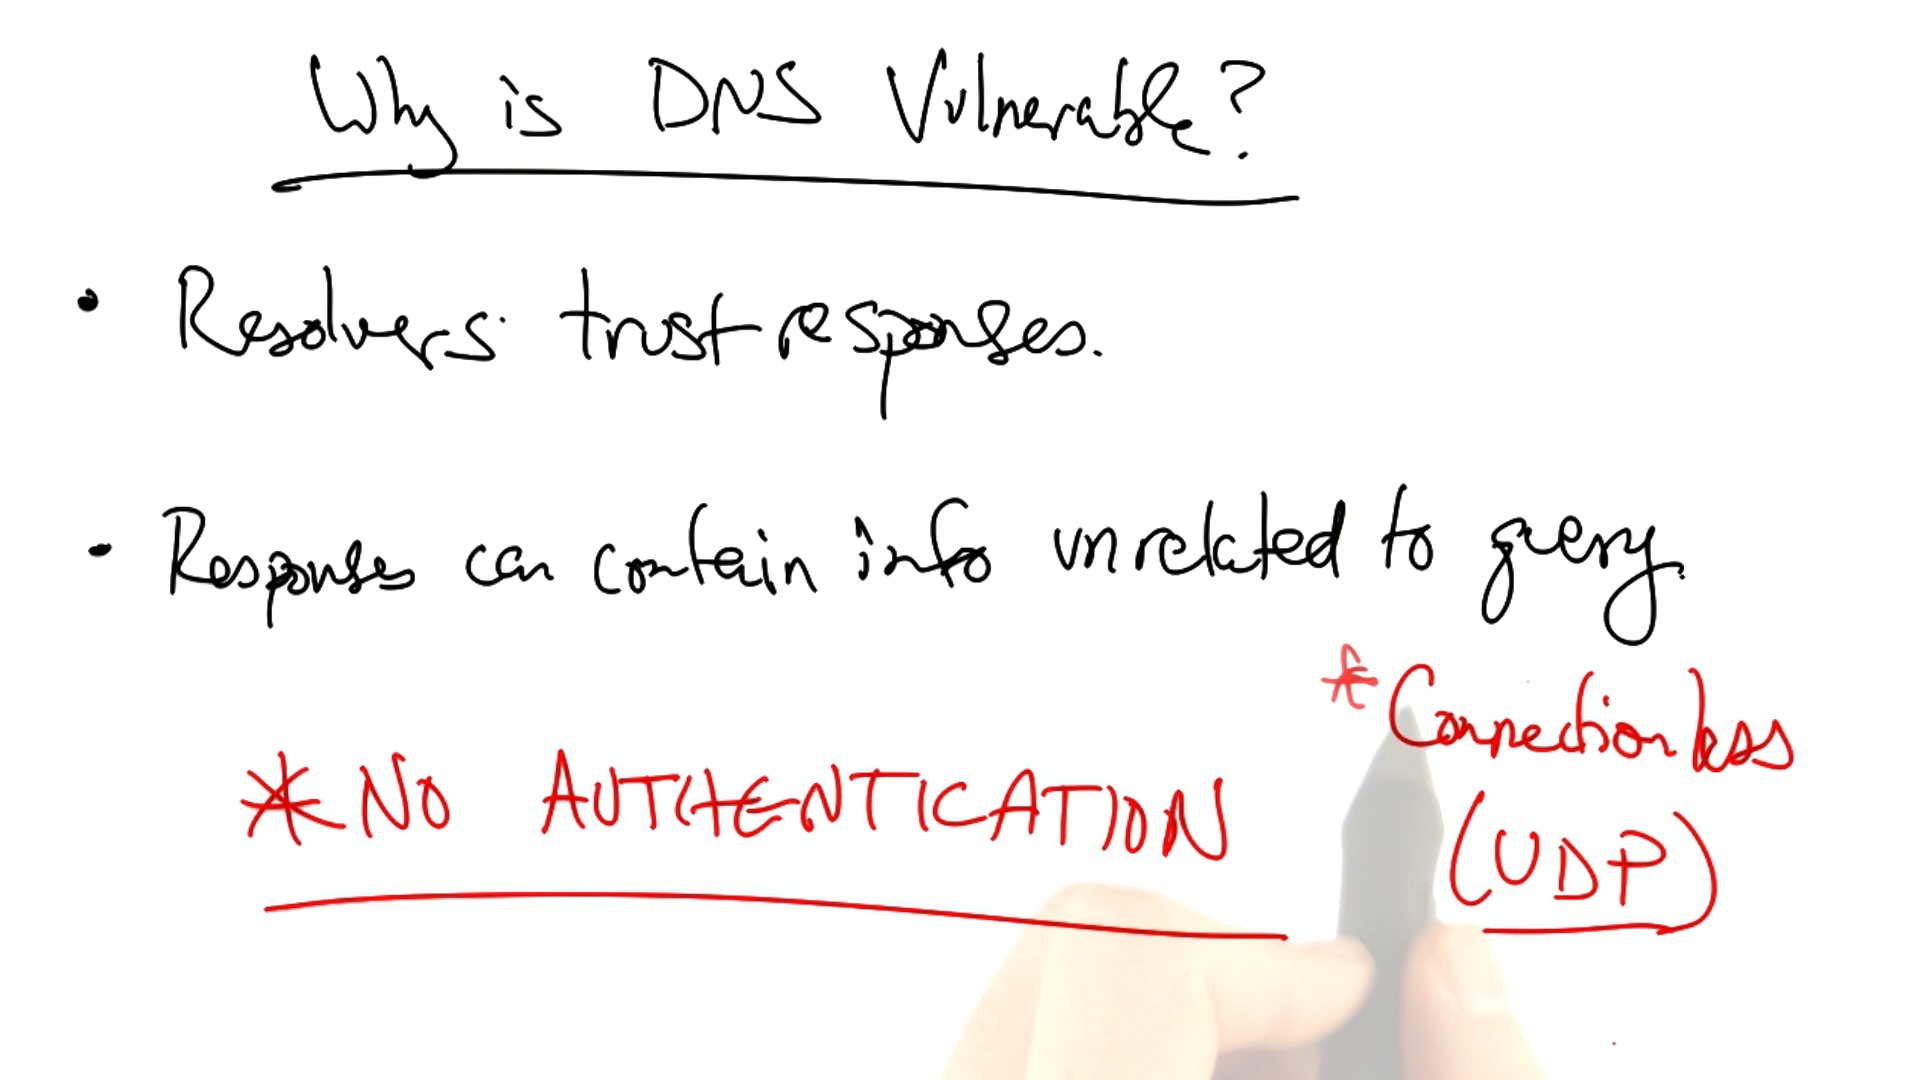 Why is DNS Vulnerable?
• Resolvers trust responses.
• Responses can contain info unrelated to query.
* Connectionless
* NO AUTHENTICATION
(UDP)